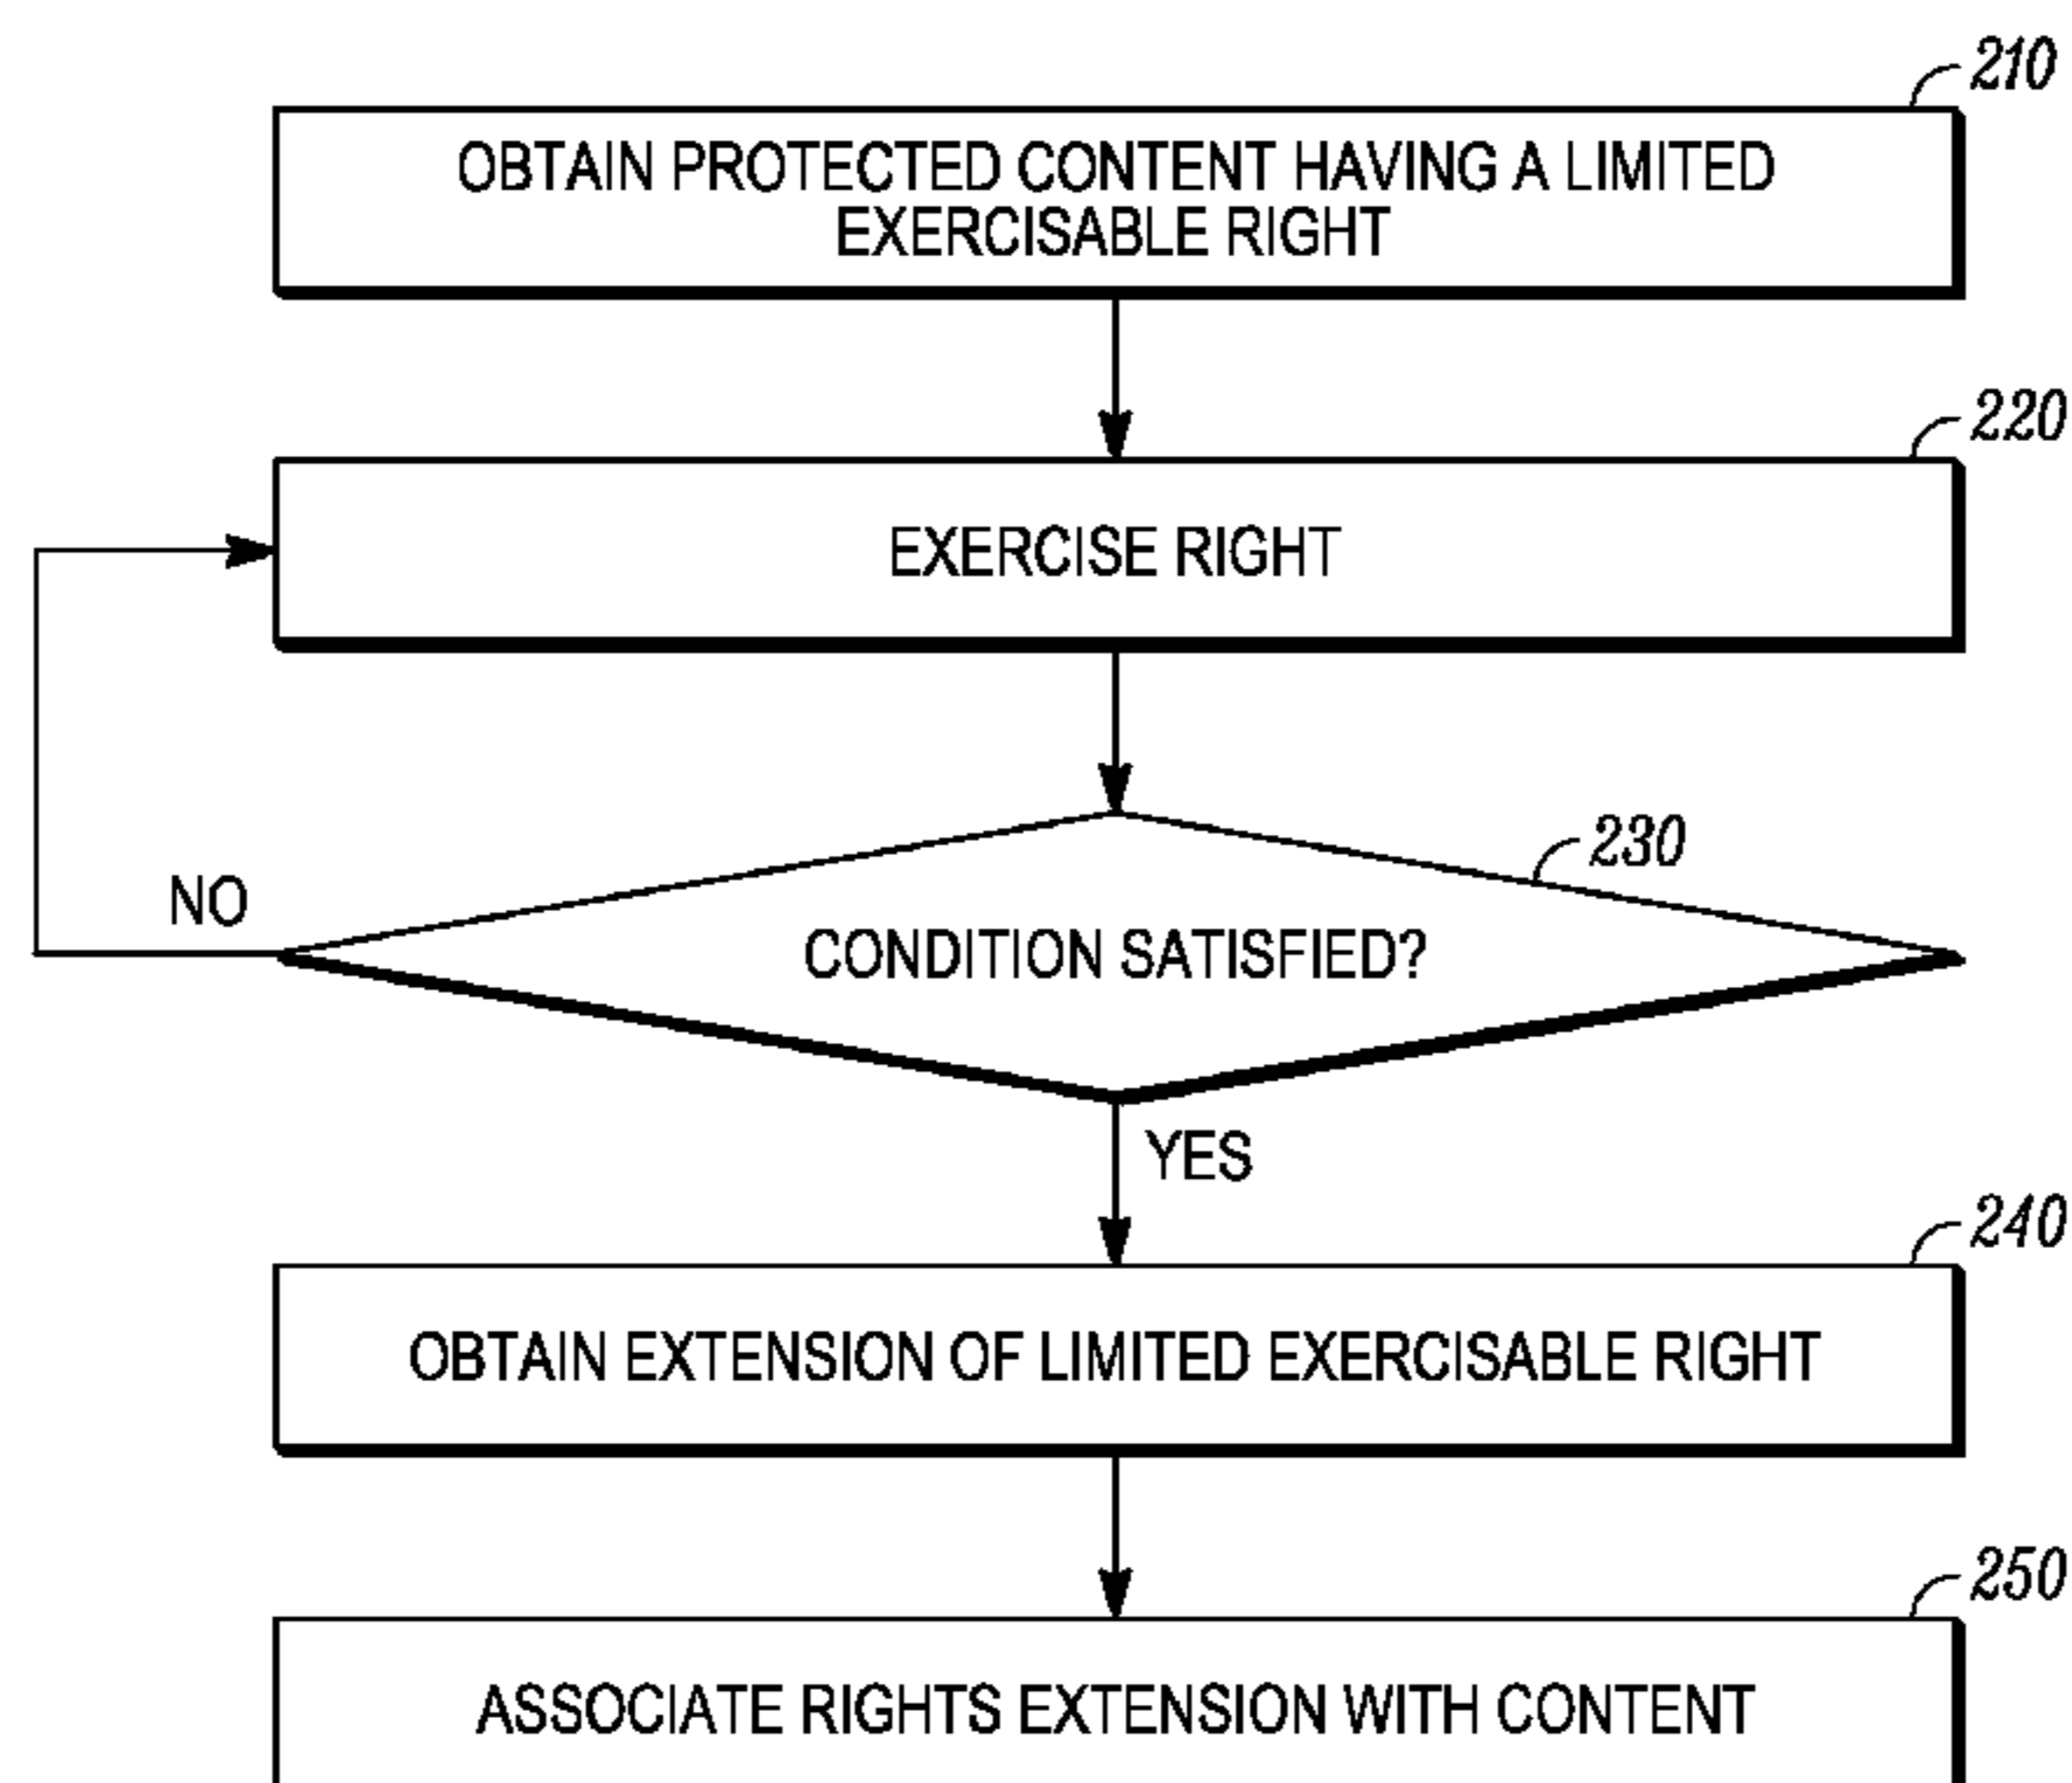 210
OBTAIN PROTECTED CONTENT HAVING A LIMITED
EXERCISABLE RIGHT
220
EXERCISE RIGHT
230
NO
CONDITION SATISFIED?
YES
240
OBTAIN EXTENSION OF LIMITED EXERCISABLE RIGHT
250
ASSOCIATE RIGHTS EXTENSION WITH CONTENT